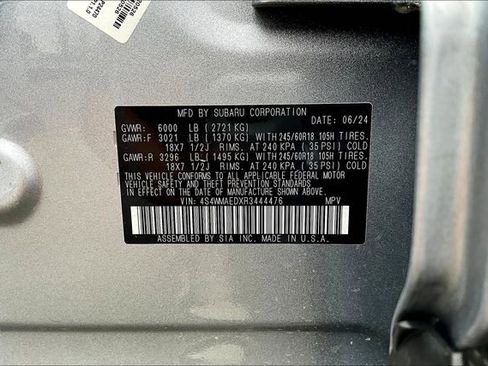 MFD BY SUBARU CORPORATION DATE: 06/24
GVWR: 6000 LB (2721 KG)
GAWR:F 3021 LB (1370 KG) WITH 245/60R18 105H TIRES,
18X7 1/2J RIMS, AT 240 KPA (35 PSI) COLD
GAWR:R 3296 LB (1495 KG) WITH 245/60R18 105H TIRES,
18X7 1/2J RIMS, AT 240 KPA (35 PSI) COLD
THIS VEHICLE CONFORMS TO ALL APPLICABLE FEDERAL MOTOR
VEHICLE SAFETY, BUMPER, AND THEFT PREVENTION STANDARDS
IN EFFECT ON THE DATE OF MANUFACTURE SHOWN ABOVE.
VIN: 4S4WMAEDXR3444476 MPV
ASSEMBLED BY SIA INC. IN U.S.A.